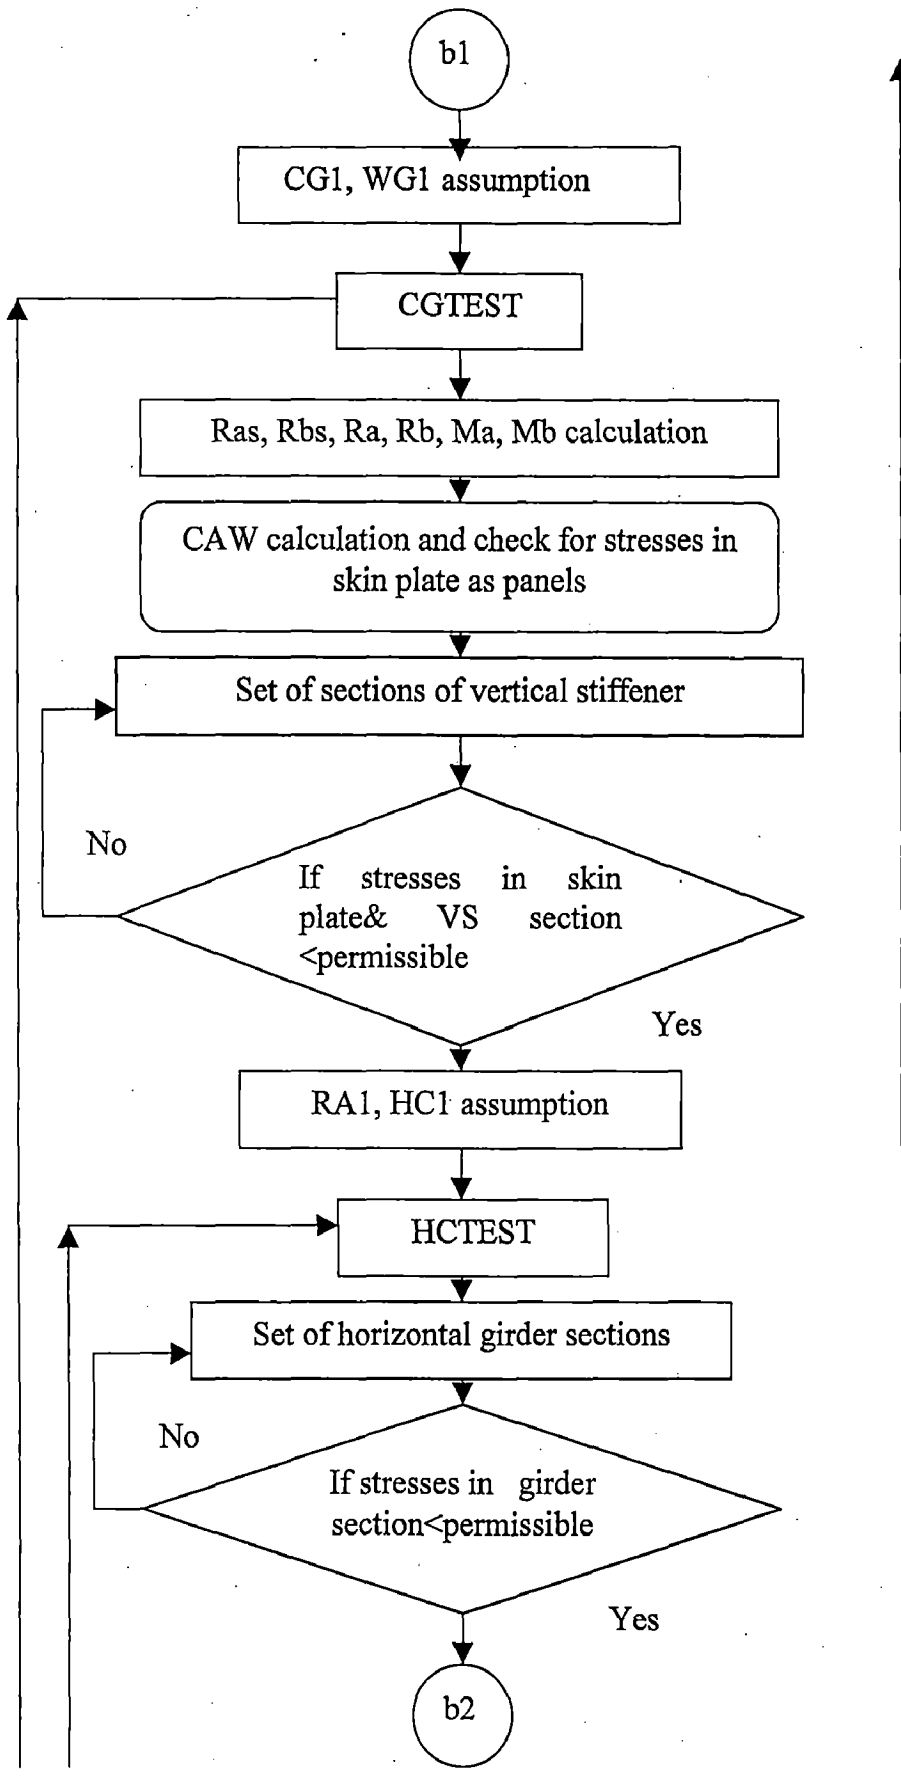 b1
CG1, WG1 assumption
CGTEST
Ras, Rbs, Ra, Rb, Ma, Mb calculation
CAW calculation and check for stresses in
skin plate as panels
Set of sections of vertical stiffener
No
If stresses in skin
plate& VS section
<permissible
Yes
RA1, HC1 assumption
HCTEST
Set of horizontal girder sections
No
If stresses in girder
section<permissible
Yes
b2